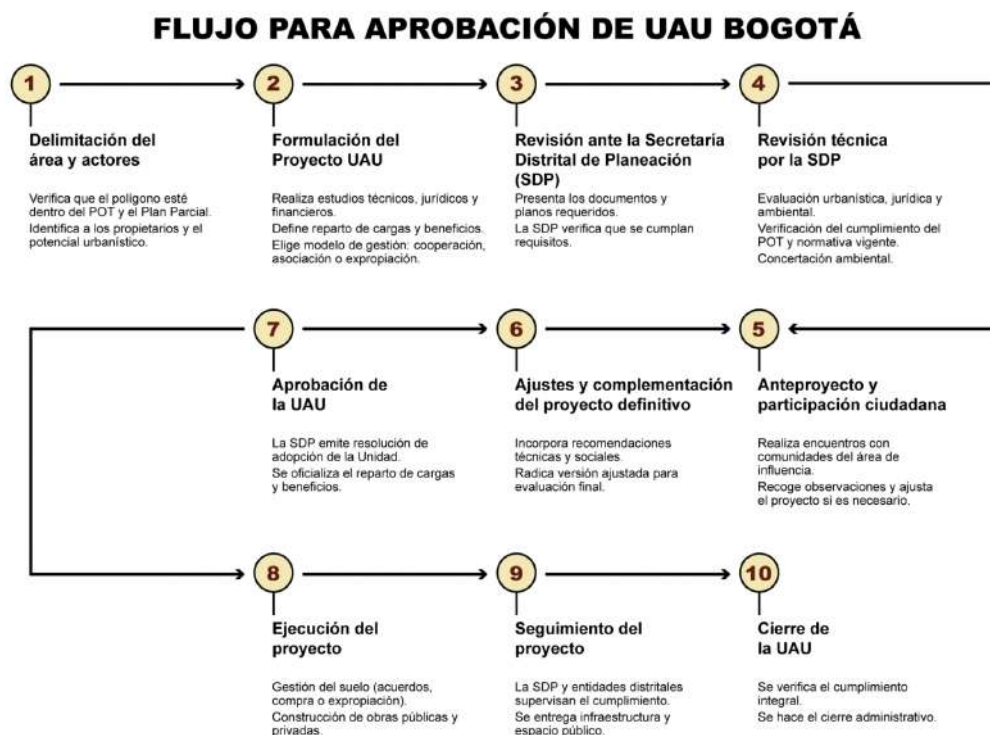 FLUJO PARA APROBACIÓN DE UAU BOGOTÁ
1
Delimitación del
área y actores
Verifica que el polígono esté
dentro del POT y el Plan Parcial.
Identifica a los propietarios y el
potencial urbanístico.
2
Formulación del
Proyecto UAU
Realiza estudios técnicos, jurídicos y
financieros.
Define reparto de cargas y beneficios.
Elige modelo de gestión: cooperación,
asociación o expropiación.
3
Revisión ante la Secretaría
Distrital de Planeación
(SDP)
Presenta los documentos y
planos requeridos.
La SDP verifica que se cumplan
requisitos.
4
Revisión técnica
por la SDP
Evaluación urbanística, jurídica y
ambiental.
Verificación del cumplimiento del
POT y normativa vigente.
Concertación ambiental.
5
Anteproyecto y
participación ciudadana
Realiza encuentros con
comunidades del área de
influencia.
Recoge observaciones y ajusta
el proyecto si es necesario.
6
Ajustes y complementación
del proyecto definitivo
Incorpora recomendaciones
técnicas y sociales.
Radica versión ajustada para
evaluación final.
7
Aprobación de
la UAU
La SDP emite resolución de
adopción de la Unidad.
Se oficializa el reparto de cargas
y beneficios.
8
Ejecución del
proyecto
Gestión del suelo (acuerdos,
compra o expropiación).
Construcción de obras públicas y
privadas.
9
Seguimiento del
proyecto
La SDP y entidades distritales
supervisan el cumplimiento.
Se entrega infraestructura y
espacio público.
10
Cierre de
la UAU
Se verifica el cumplimiento
integral.
Se hace el cierre administrativo.